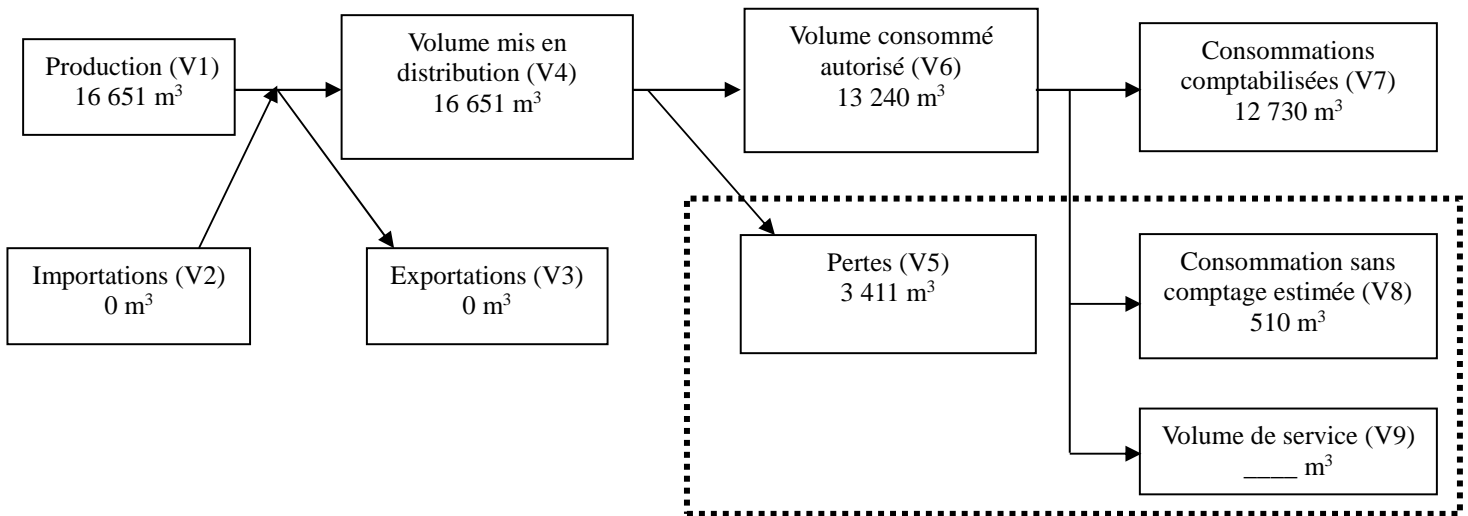 Production (V1)
16 651 m³
Volume mis en
distribution (V4)
16 651 m³
Volume consommé
autorisé (V6)
13 240 m³
Consommations
comptabilisées (V7)
12 730 m³
Importations (V2)
0 m³
Exportations (V3)
0 m³
Pertes (V5)
3 411 m³
Consommation sans
comptage estimée (V8)
510 m³
Volume de service (V9)
____ m³